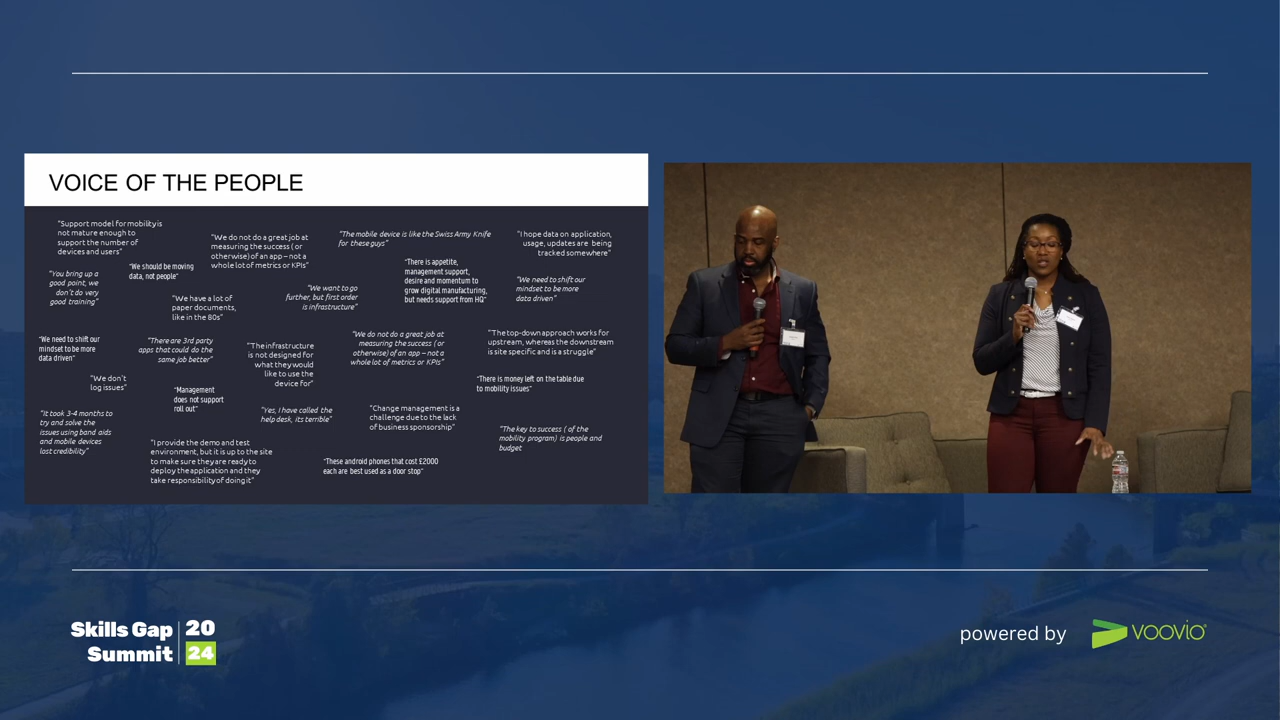 VOICE OF THE PEOPLE
"Support model for mobility is
not mature enough to
support the number of
devices and users"
"We do not do a great job at
measuring the success ( or
otherwise) of an app – not a
whole lot of metrics or KPIs"
"The mobile device is like the Swiss Army Knife
for these guys"
"I hope data on application,
usage, updates are being
tracked somewhere"
"You bring up a
good point, we
don't do very
good training"
"We should be moving
data, not people"
"There is appetite,
management support,
desire and momentum to
grow digital manufacturing,
but needs support from HQ"
"We need to shift our
mindset to be more
data driven"
"We have a lot of
paper documents,
like in the 80s"
"We want to go
further, but first order
is infrastructure"
"We need to shift our
mindset to be more
data driven"
"There are 3rd party
apps that could do the
same job better"
"The infrastructure
is not designed for
what they would
like to use the
device for"
"We do not do a great job at
measuring the success ( or
otherwise) of an app – not a
whole lot of metrics or KPIs"
"The top-down approach works for
upstream, whereas the downstream
is site specific and is a struggle"
"We don't
log issues"
"Management
does not support
roll out"
"There is money left on the table due
to mobility issues"
"It took 3-4 months to
try and solve the
issues using band aids
and mobile devices
lost credibility"
"Yes, I have called the
help desk, its terrible"
"Change management is a
challenge due to the lack
of business sponsorship"
"The key to success ( of the
mobility program) is people and
budget
"I provide the demo and test
environment, but it is up to the site
to make sure they are ready to
deploy the application and they
take responsibility of doing it"
"These android phones that cost £2000
each are best used as a door stop"
Skills Gap 20
Summit 24
powered by VOOVIO